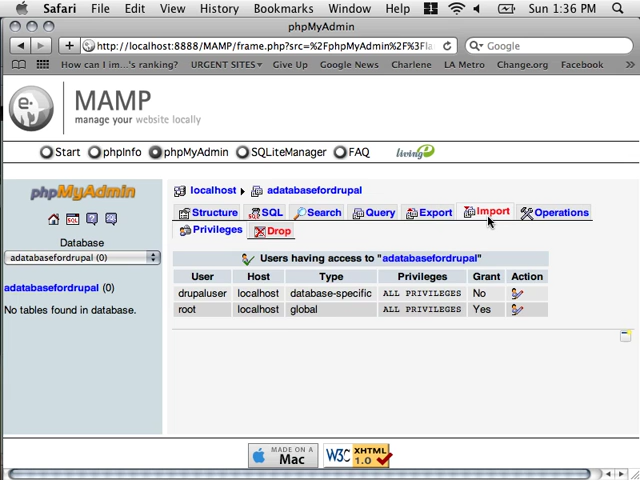 Safari File Edit View History Bookmarks Window Help 1 Sun 1:36 PM
phpMyAdmin
http://localhost:8888/MAMP/frame.php?src=%2FphpMyAdmin%2F%3Fla
Google
How can I im...'s ranking? URGENT SITES Give Up Google News Charlene LA Metro Change.org Facebook »
e.
MAMP
manage your website locally
Start phpInfo phpMyAdmin SQLiteManager FAQ living
phpMyAdmin
SQL
Database
adatabasefordrupal (0)
adatabasefordrupal (0)
No tables found in database.
localhost adatabasefordrupal
Structure SQL Search Query Export Import Operations
Privileges Drop
Users having access to "adatabasefordrupal"
User Host Type Privileges Grant Action
drupaluser localhost database-specific ALL PRIVILEGES No
root localhost global ALL PRIVILEGES Yes
MADE ON A
Mac
W3C XHTML
1.0